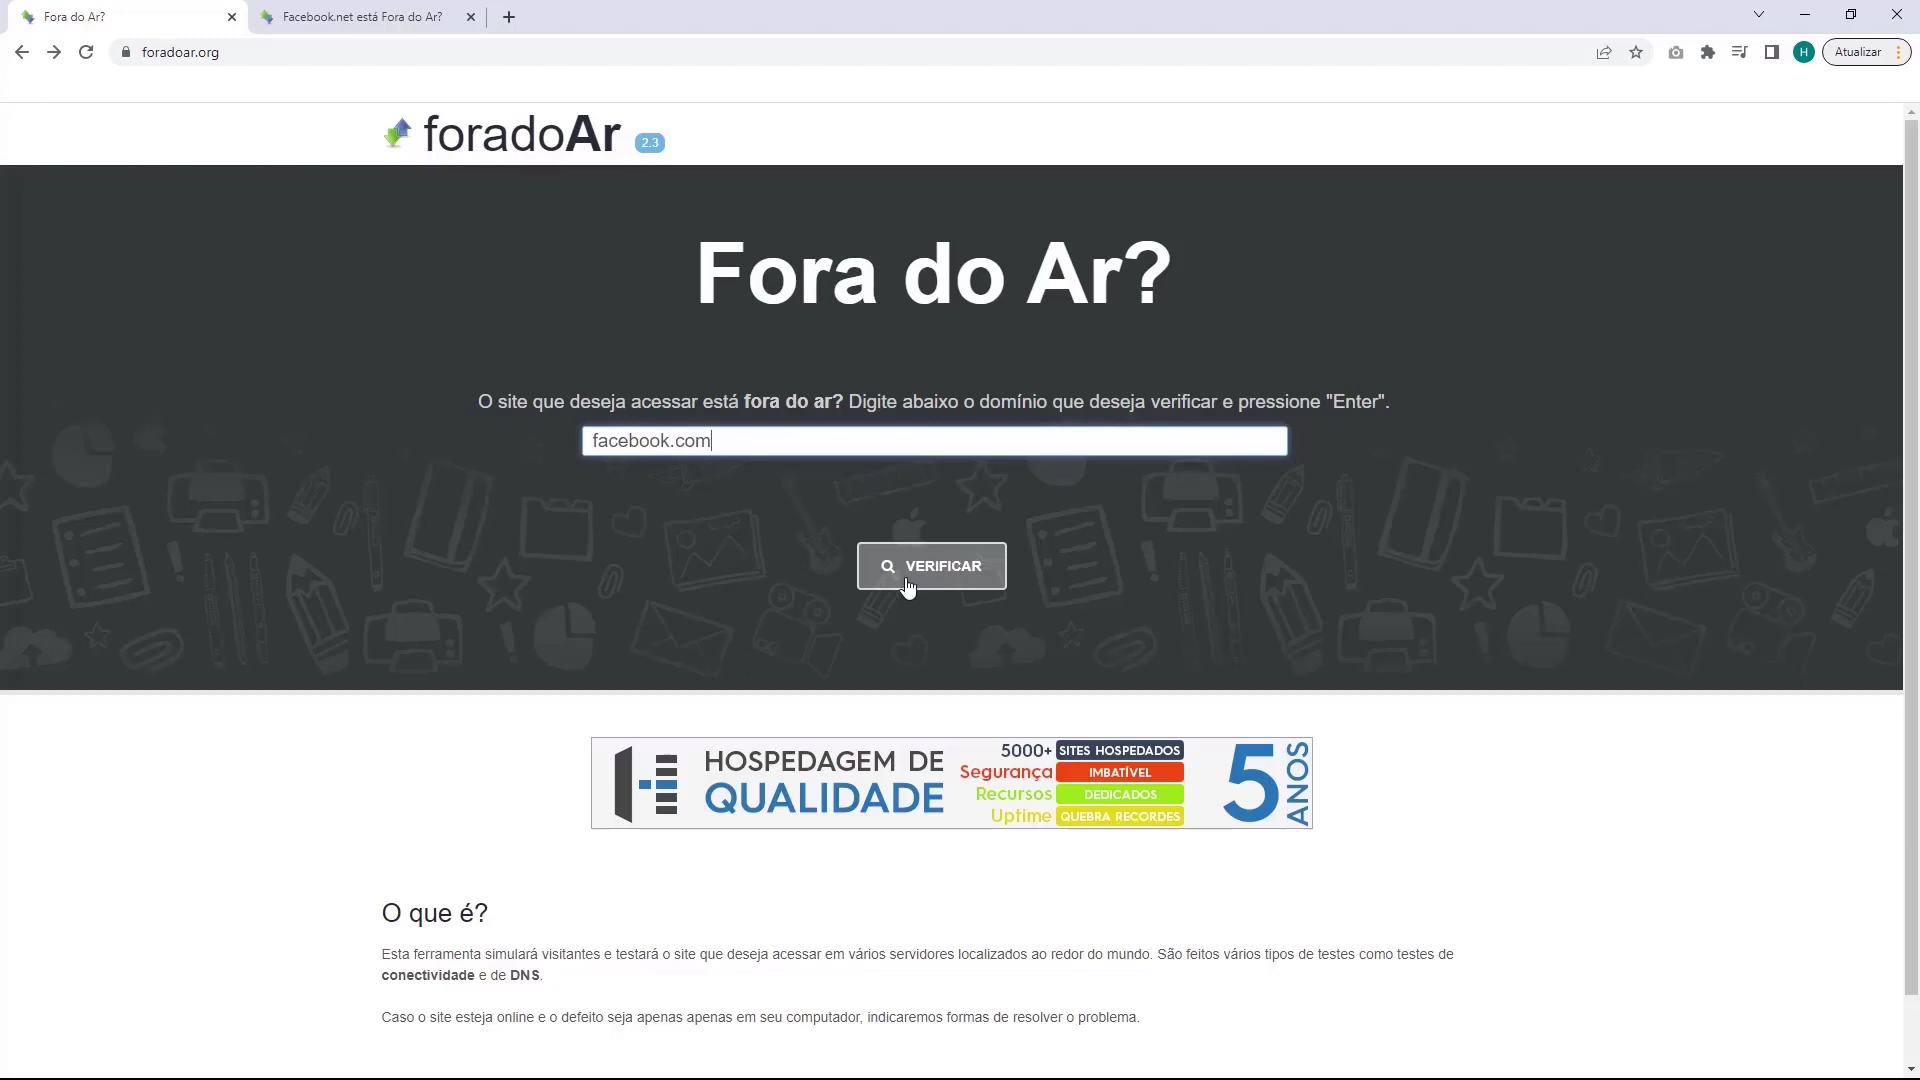 Fora do Ar?
Facebook.net está Fora do Ar?
foradoar.org
H
Atualizar
foradoAr 2.3
Fora do Ar?
O site que deseja acessar está fora do ar? Digite abaixo o domínio que deseja verificar e pressione "Enter".
facebook.com
VERIFICAR
HOSPEDAGEM DE
QUALIDADE
5000+ SITES HOSPEDADOS
Segurança IMBATÍVEL
Recursos DEDICADOS
Uptime QUEBRA RECORDES
5 ANOS
O que é?
Esta ferramenta simulará visitantes e testará o site que deseja acessar em vários servidores localizados ao redor do mundo. São feitos vários tipos de testes como testes de
conectividade e de DNS.
Caso o site esteja online e o defeito seja apenas apenas em seu computador, indicaremos formas de resolver o problema.